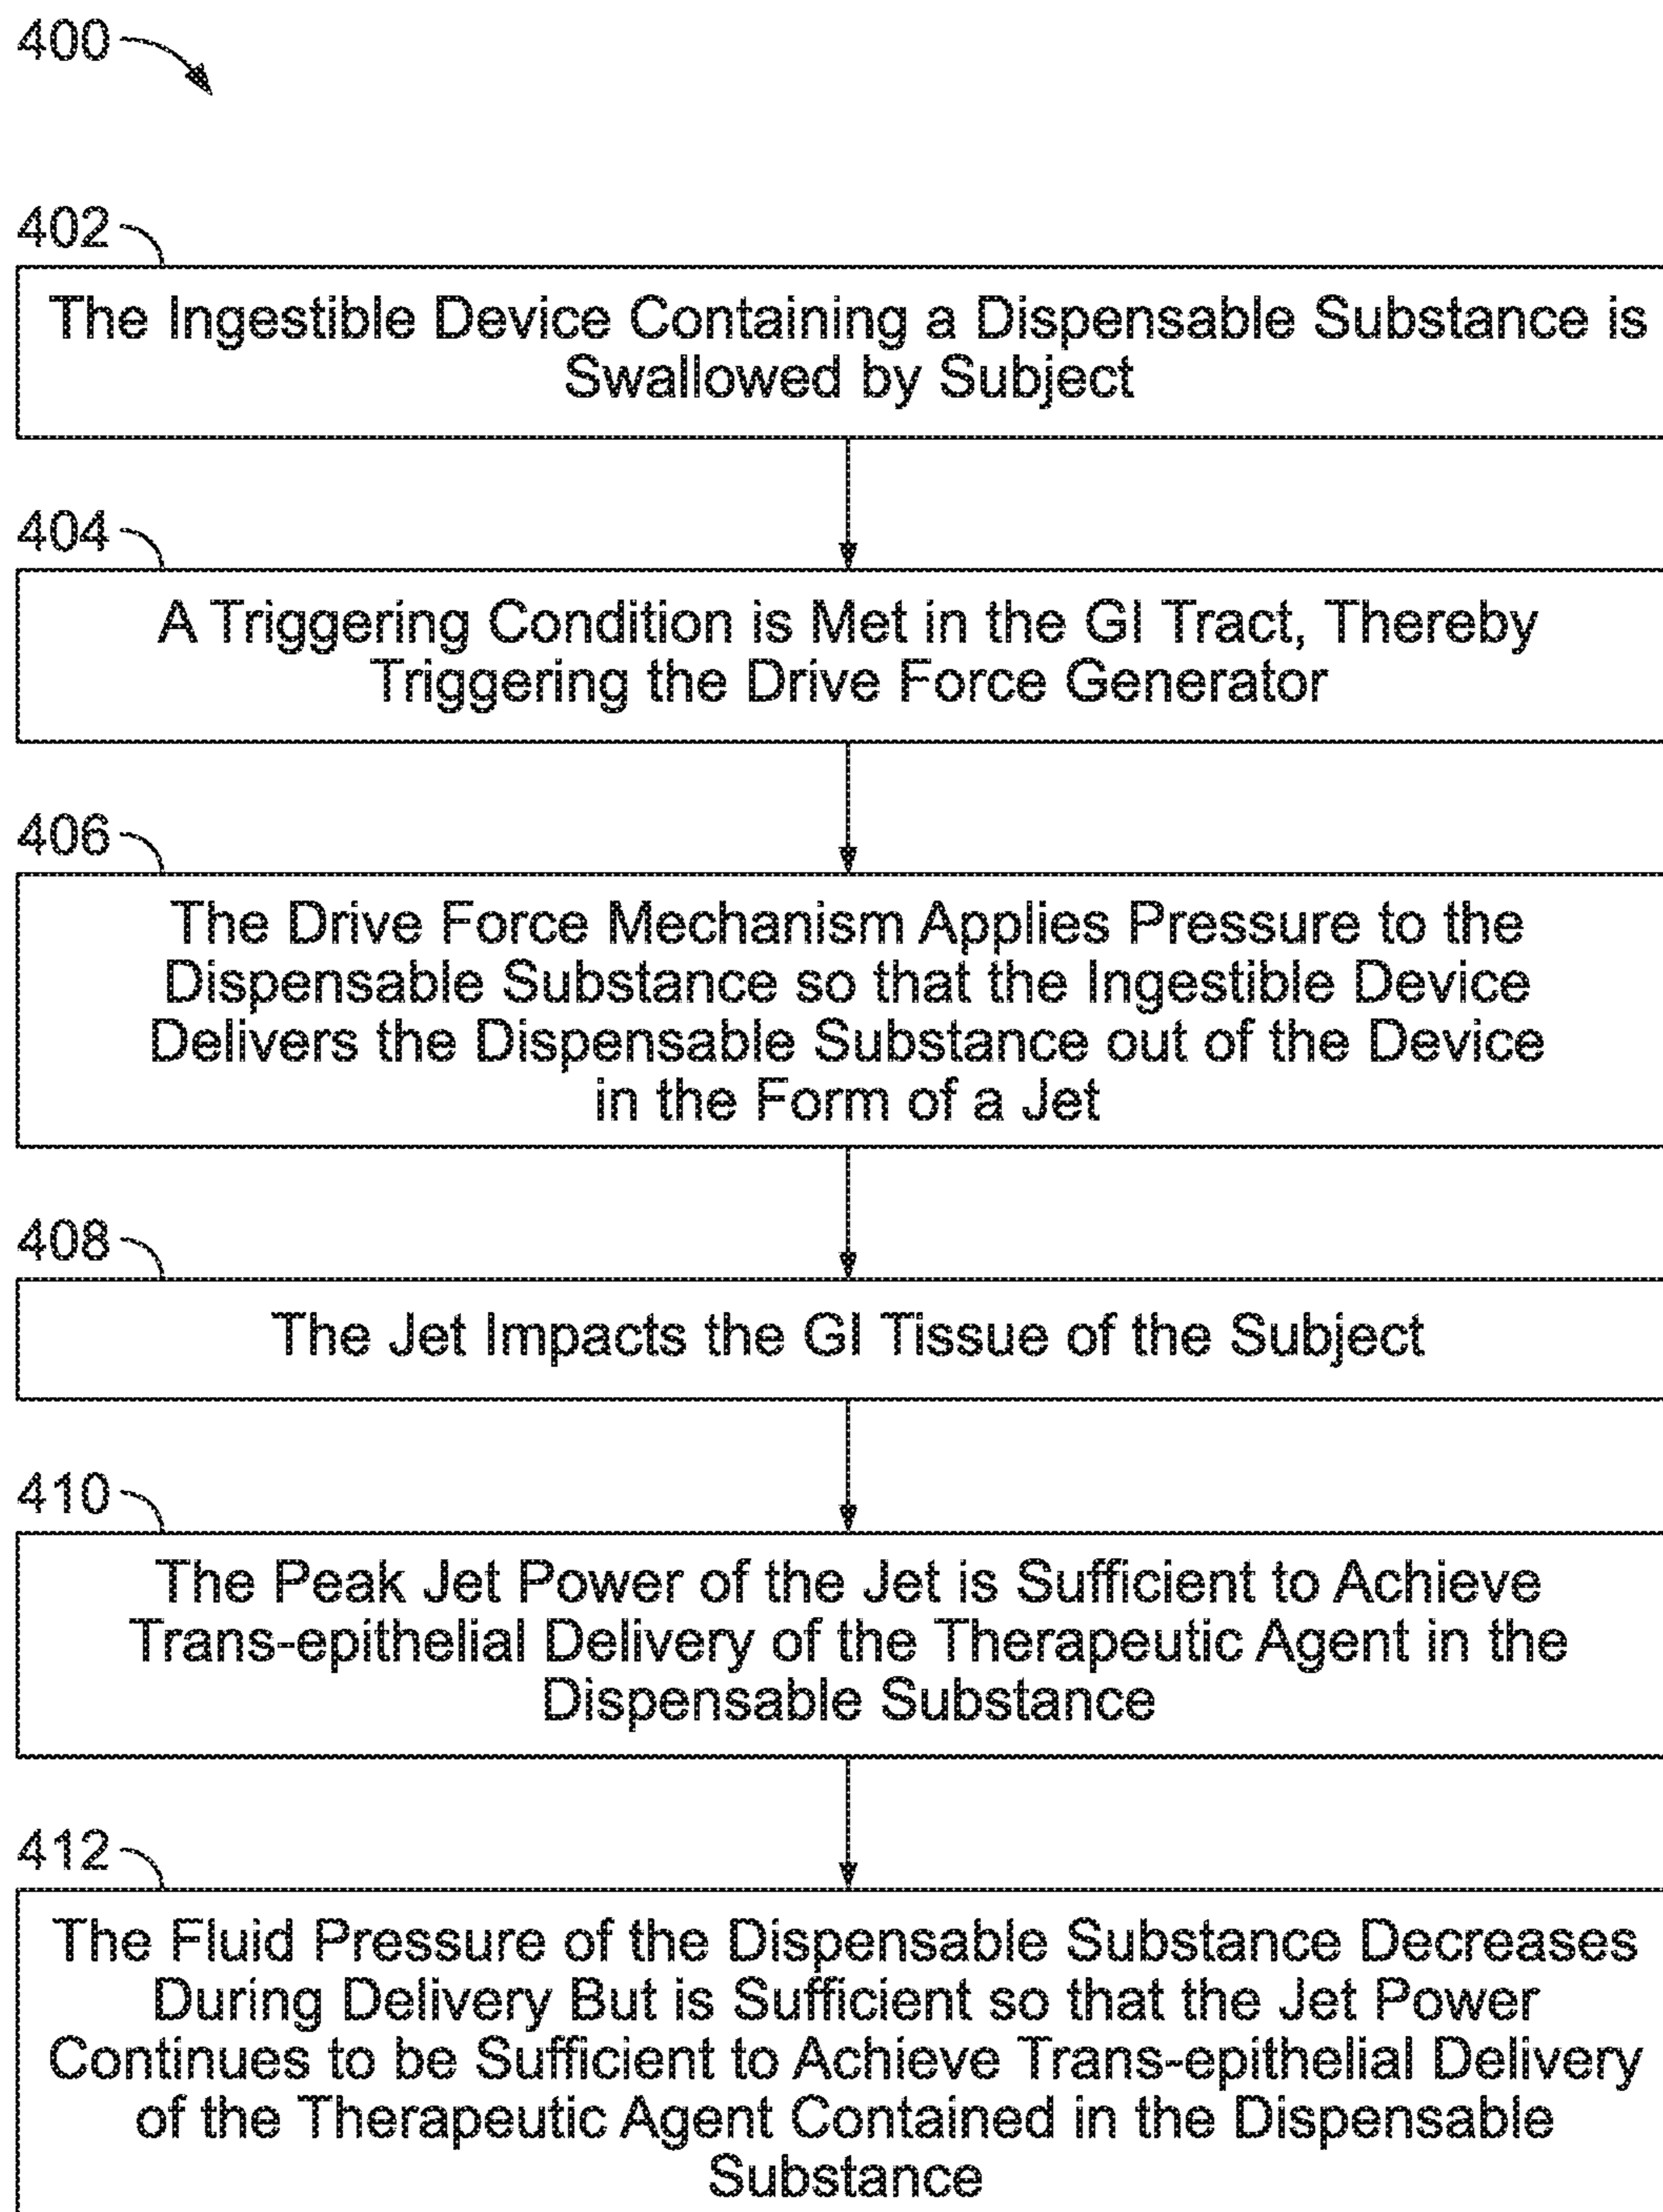 400
402
The Ingestible Device Containing a Dispensable Substance is
Swallowed by Subject
404
A Triggering Condition is Met in the GI Tract, Thereby
Triggering the Drive Force Generator
406
The Drive Force Mechanism Applies Pressure to the
Dispensable Substance so that the Ingestible Device
Delivers the Dispensable Substance out of the Device
in the Form of a Jet
408
The Jet Impacts the GI Tissue of the Subject
410
The Peak Jet Power of the Jet is Sufficient to Achieve
Trans-epithelial Delivery of the Therapeutic Agent in the
Dispensable Substance
412
The Fluid Pressure of the Dispensable Substance Decreases
During Delivery But is Sufficient so that the Jet Power
Continues to be Sufficient to Achieve Trans-epithelial Delivery
of the Therapeutic Agent Contained in the Dispensable
Substance